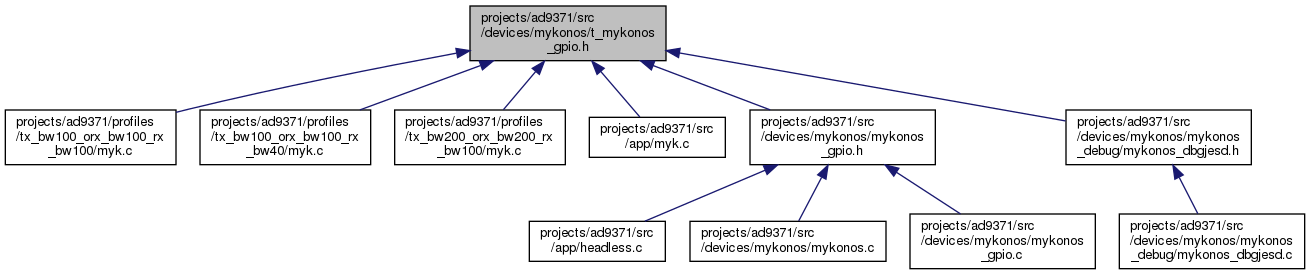 projects/ad9371/src
/devices/mykonos/t_mykonos
_gpio.h
projects/ad9371/profiles
/tx_bw100_orx_bw100_rx
_bw100/myk.c
projects/ad9371/profiles
/tx_bw100_orx_bw100_rx
_bw40/myk.c
projects/ad9371/profiles
/tx_bw200_orx_bw200_rx
_bw100/myk.c
projects/ad9371/src
/app/myk.c
projects/ad9371/src
/devices/mykonos/mykonos
_gpio.h
projects/ad9371/src
/devices/mykonos/mykonos
_debug/mykonos_dbgjesd.h
projects/ad9371/src
/app/headless.c
projects/ad9371/src
/devices/mykonos/mykonos.c
projects/ad9371/src
/devices/mykonos/mykonos
_gpio.c
projects/ad9371/src
/devices/mykonos/mykonos
_debug/mykonos_dbgjesd.c